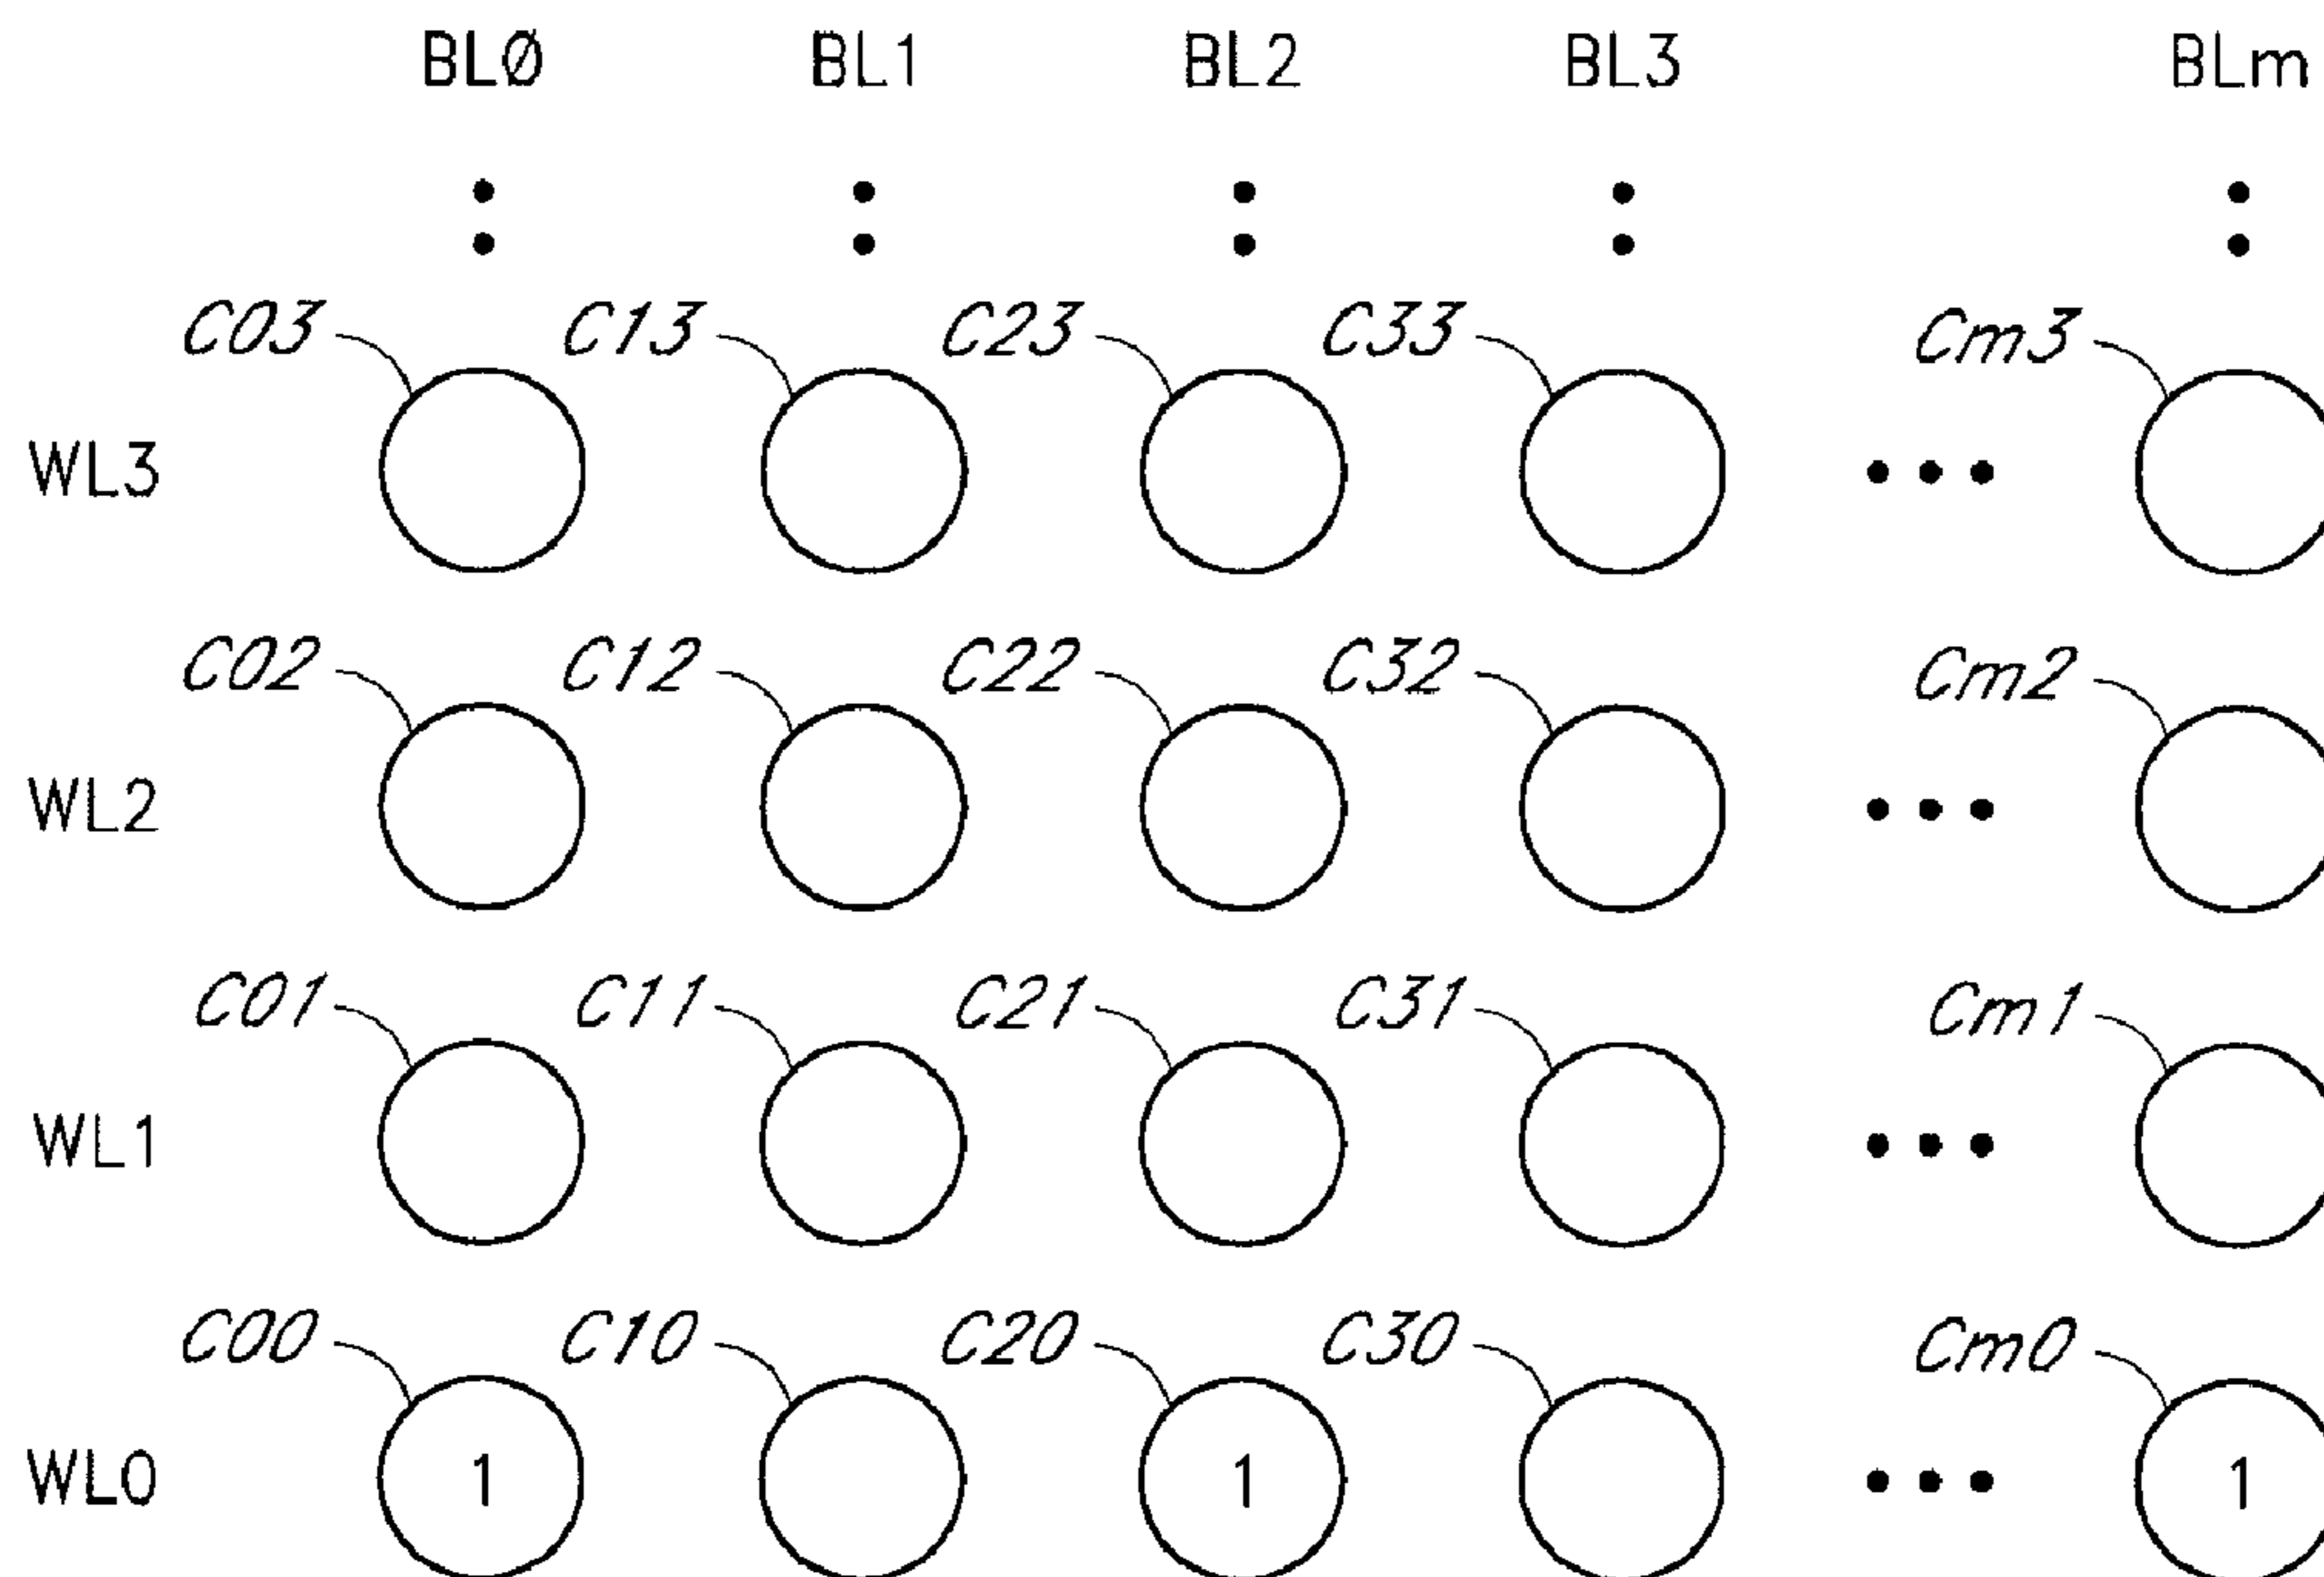 BLØ BL1 BL2 BL3 BLm
C03 C13 C23 C33 Cm3
WL3
C02 C12 C22 C32 Cm2
WL2
C01 C11 C21 C31 Cm1
WL1
C00 C10 C20 C30 Cm0
WL0 1 1 1